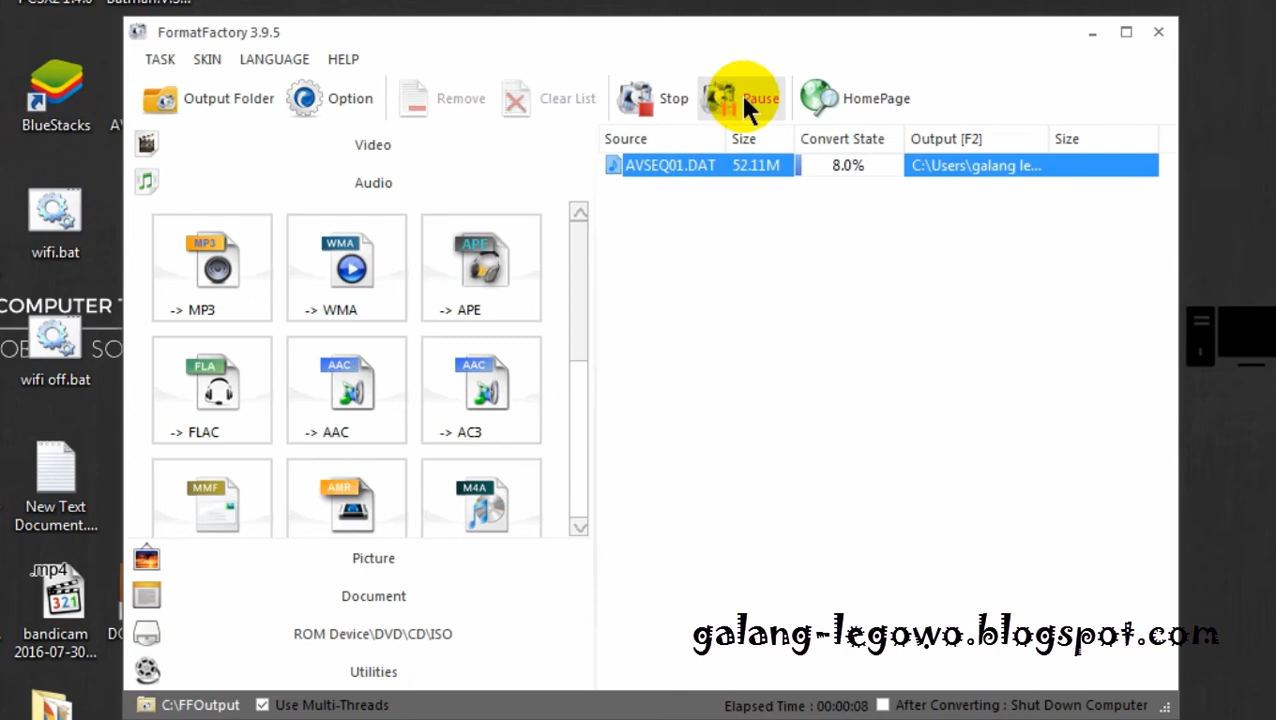 BlueStacks
wifi.bat
COMPUTER
wifi off.bat
New Text
Document....
.mp4
321
bandicam
2016-07-30...
FormatFactory 3.9.5
TASK SKIN LANGUAGE HELP
Output Folder Option Remove Clear List Stop Pause HomePage
Video
Audio
MP3
-> MP3
WMA
-> WMA
APE
-> APE
FLA
-> FLAC
AAC
-> AAC
AAC
-> AC3
MMF
AMR
M4A
Picture
Document
ROM Device\DVD\CD\ISO
Utilities
Source Size Convert State Output [F2] Size
AVSEQ01.DAT 52.11M 8.0% C:\Users\galang le...
galang-legowo.blogspot.com
C:\FFOutput Use Multi-Threads Elapsed Time : 00:00:08 After Converting : Shut Down Computer